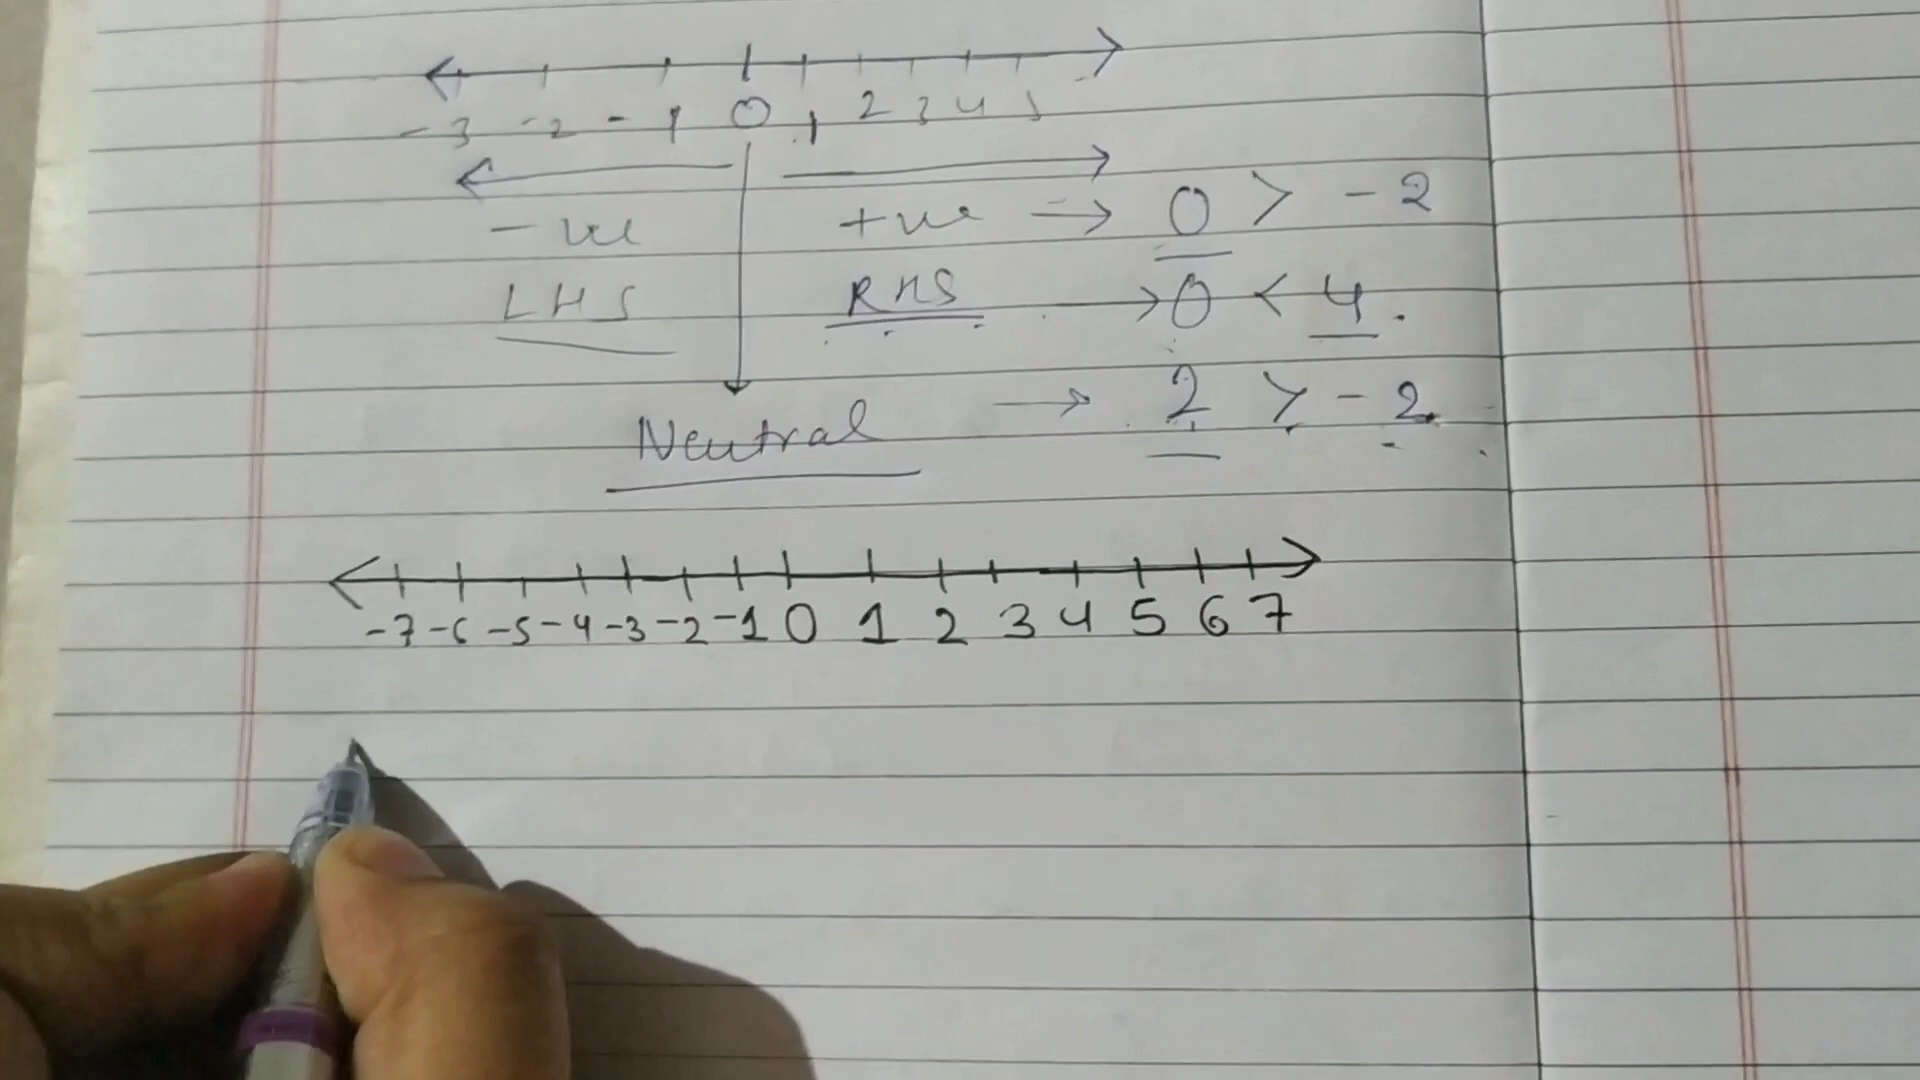 -3 -2 -1 0 1 2 3 4 5
-ve +ve → 0 > -2
LHS RHS → 0 < 4.
Neutral → 2 > -2
-7 -6 -5 -4 -3 -2 -1 0 1 2 3 4 5 6 7